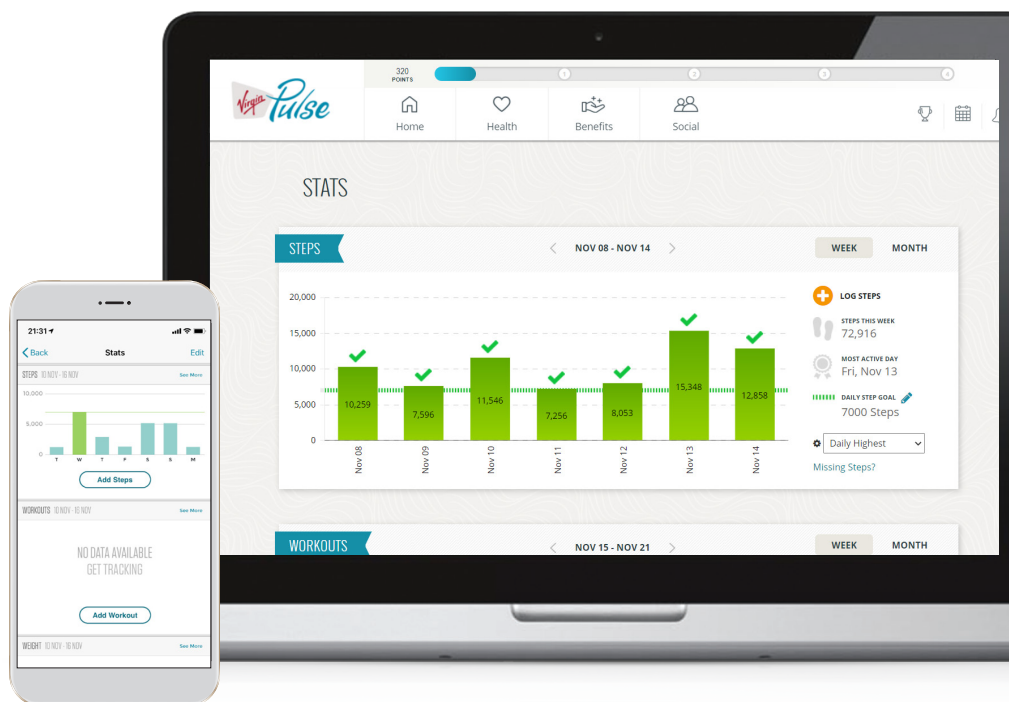 320
POINTS
1
2
3
4
Virgin Pulse
Home
Health
Benefits
Social
STATS
STEPS
NOV 08 - NOV 14
WEEK
MONTH
20,000
15,000
10,000
5,000
0
10,259
7,596
11,546
7,256
8,053
15,348
12,858
Nov 08
Nov 09
Nov 10
Nov 11
Nov 12
Nov 13
Nov 14
LOG STEPS
STEPS THIS WEEK
72,916
MOST ACTIVE DAY
Fri, Nov 13
DAILY STEP GOAL
7000 Steps
Daily Highest
Missing Steps?
WORKOUTS
NOV 15 - NOV 21
WEEK
MONTH
21:31
Back
Stats
Edit
STEPS 10 NOV - 16 NOV
See More
10,000
5,000
0
T W T F S S M
Add Steps
WORKOUTS 10 NOV - 16 NOV
See More
NO DATA AVAILABLE
GET TRACKING
Add Workout
WEIGHT 10 NOV - 16 NOV
See More